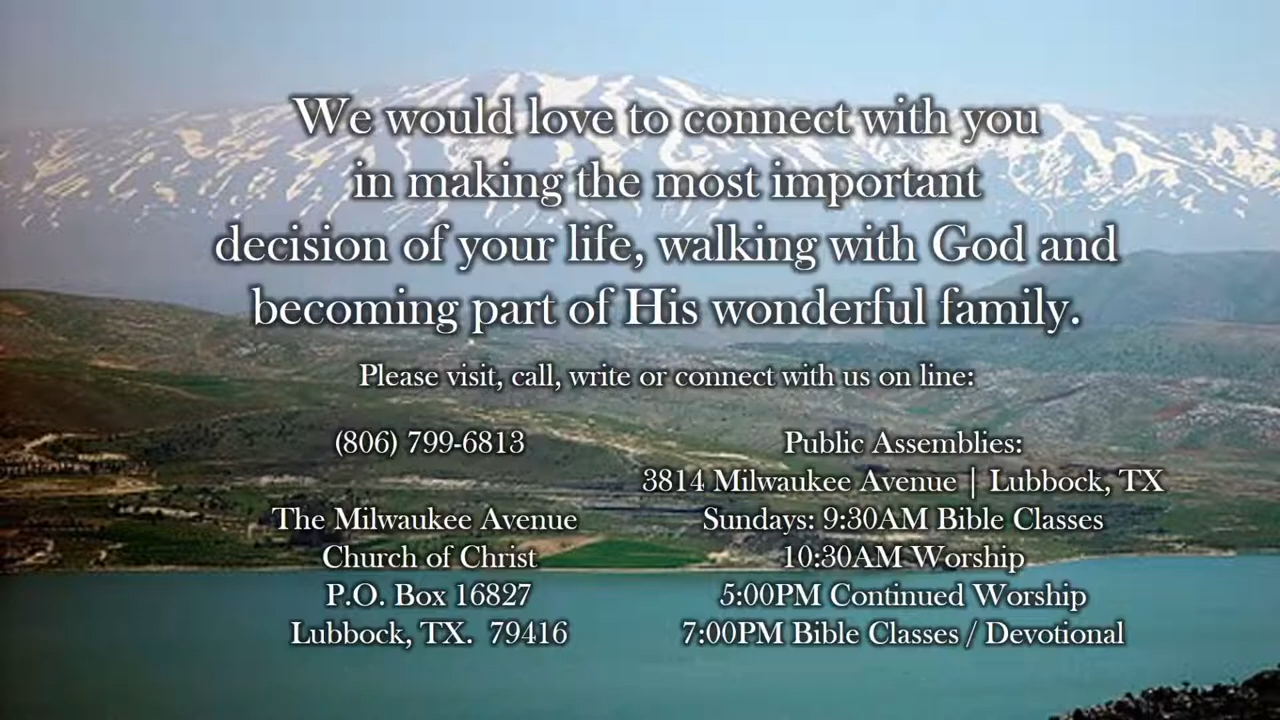 We would love to connect with you
in making the most important
decision of your life, walking with God and
becoming part of His wonderful family.
Please visit, call, write or connect with us on line:
(806) 799-6813
The Milwaukee Avenue
Church of Christ
P.O. Box 16827
Lubbock, TX.  79416
Public Assemblies:
3814 Milwaukee Avenue | Lubbock, TX
Sundays: 9:30AM Bible Classes
10:30AM Worship
5:00PM Continued Worship
7:00PM Bible Classes / Devotional